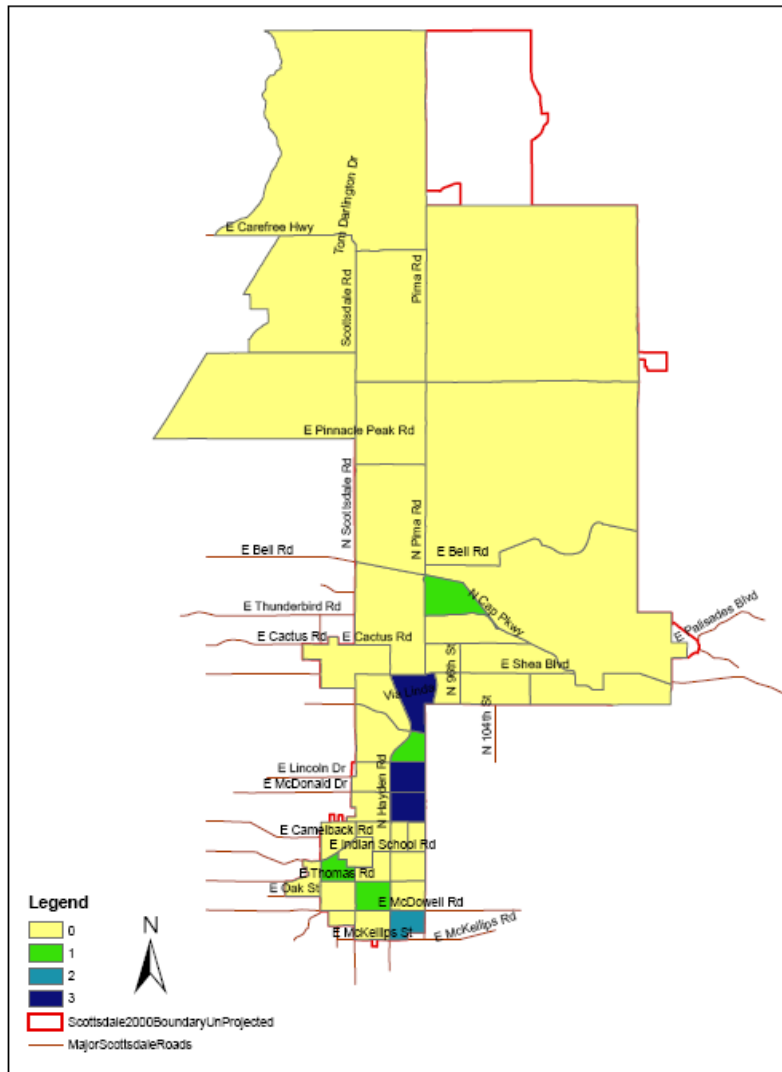 Tom Darlington Dr
E Carefree Hwy
Scottsdale Rd
Pima Rd
E Pinnacle Peak Rd
N Scottsdale Rd
N Pima Rd
E Bell Rd
E Bell Rd
N Cap Pkwy
E Thunderbird Rd
E Palisades Blvd
E Cactus Rd
E Cactus Rd
N 96th St
E Shea Blvd
Via Linda
N 104th St
E Lincoln Dr
E McDonald Dr
N Hayden Rd
E Camelback Rd
E Indian School Rd
E Thomas Rd
E Oak St
E McDowell Rd
E McKellips St
E McKellips Rd
Legend
N
0
1
2
3
Scottsdale2000BoundaryUnProjected
MajorScottsdaleRoads